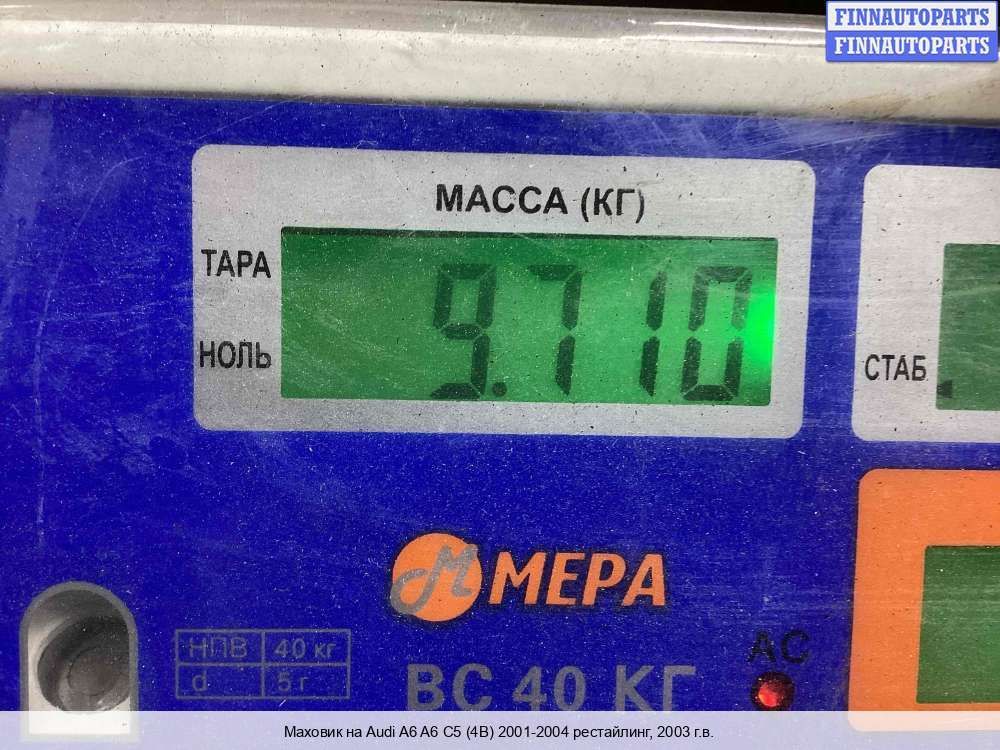 FINNAUTOPARTS
FINNAUTOPARTS
МАССА (КГ)
ТАРА
9.710
НОЛЬ
СТАБ
М МЕРА
НПВ 40 кг
d 5 г
AC
ВС 40 КГ
Маховик на Audi A6 A6 C5 (4B) 2001-2004 рестайлинг, 2003 г.в.